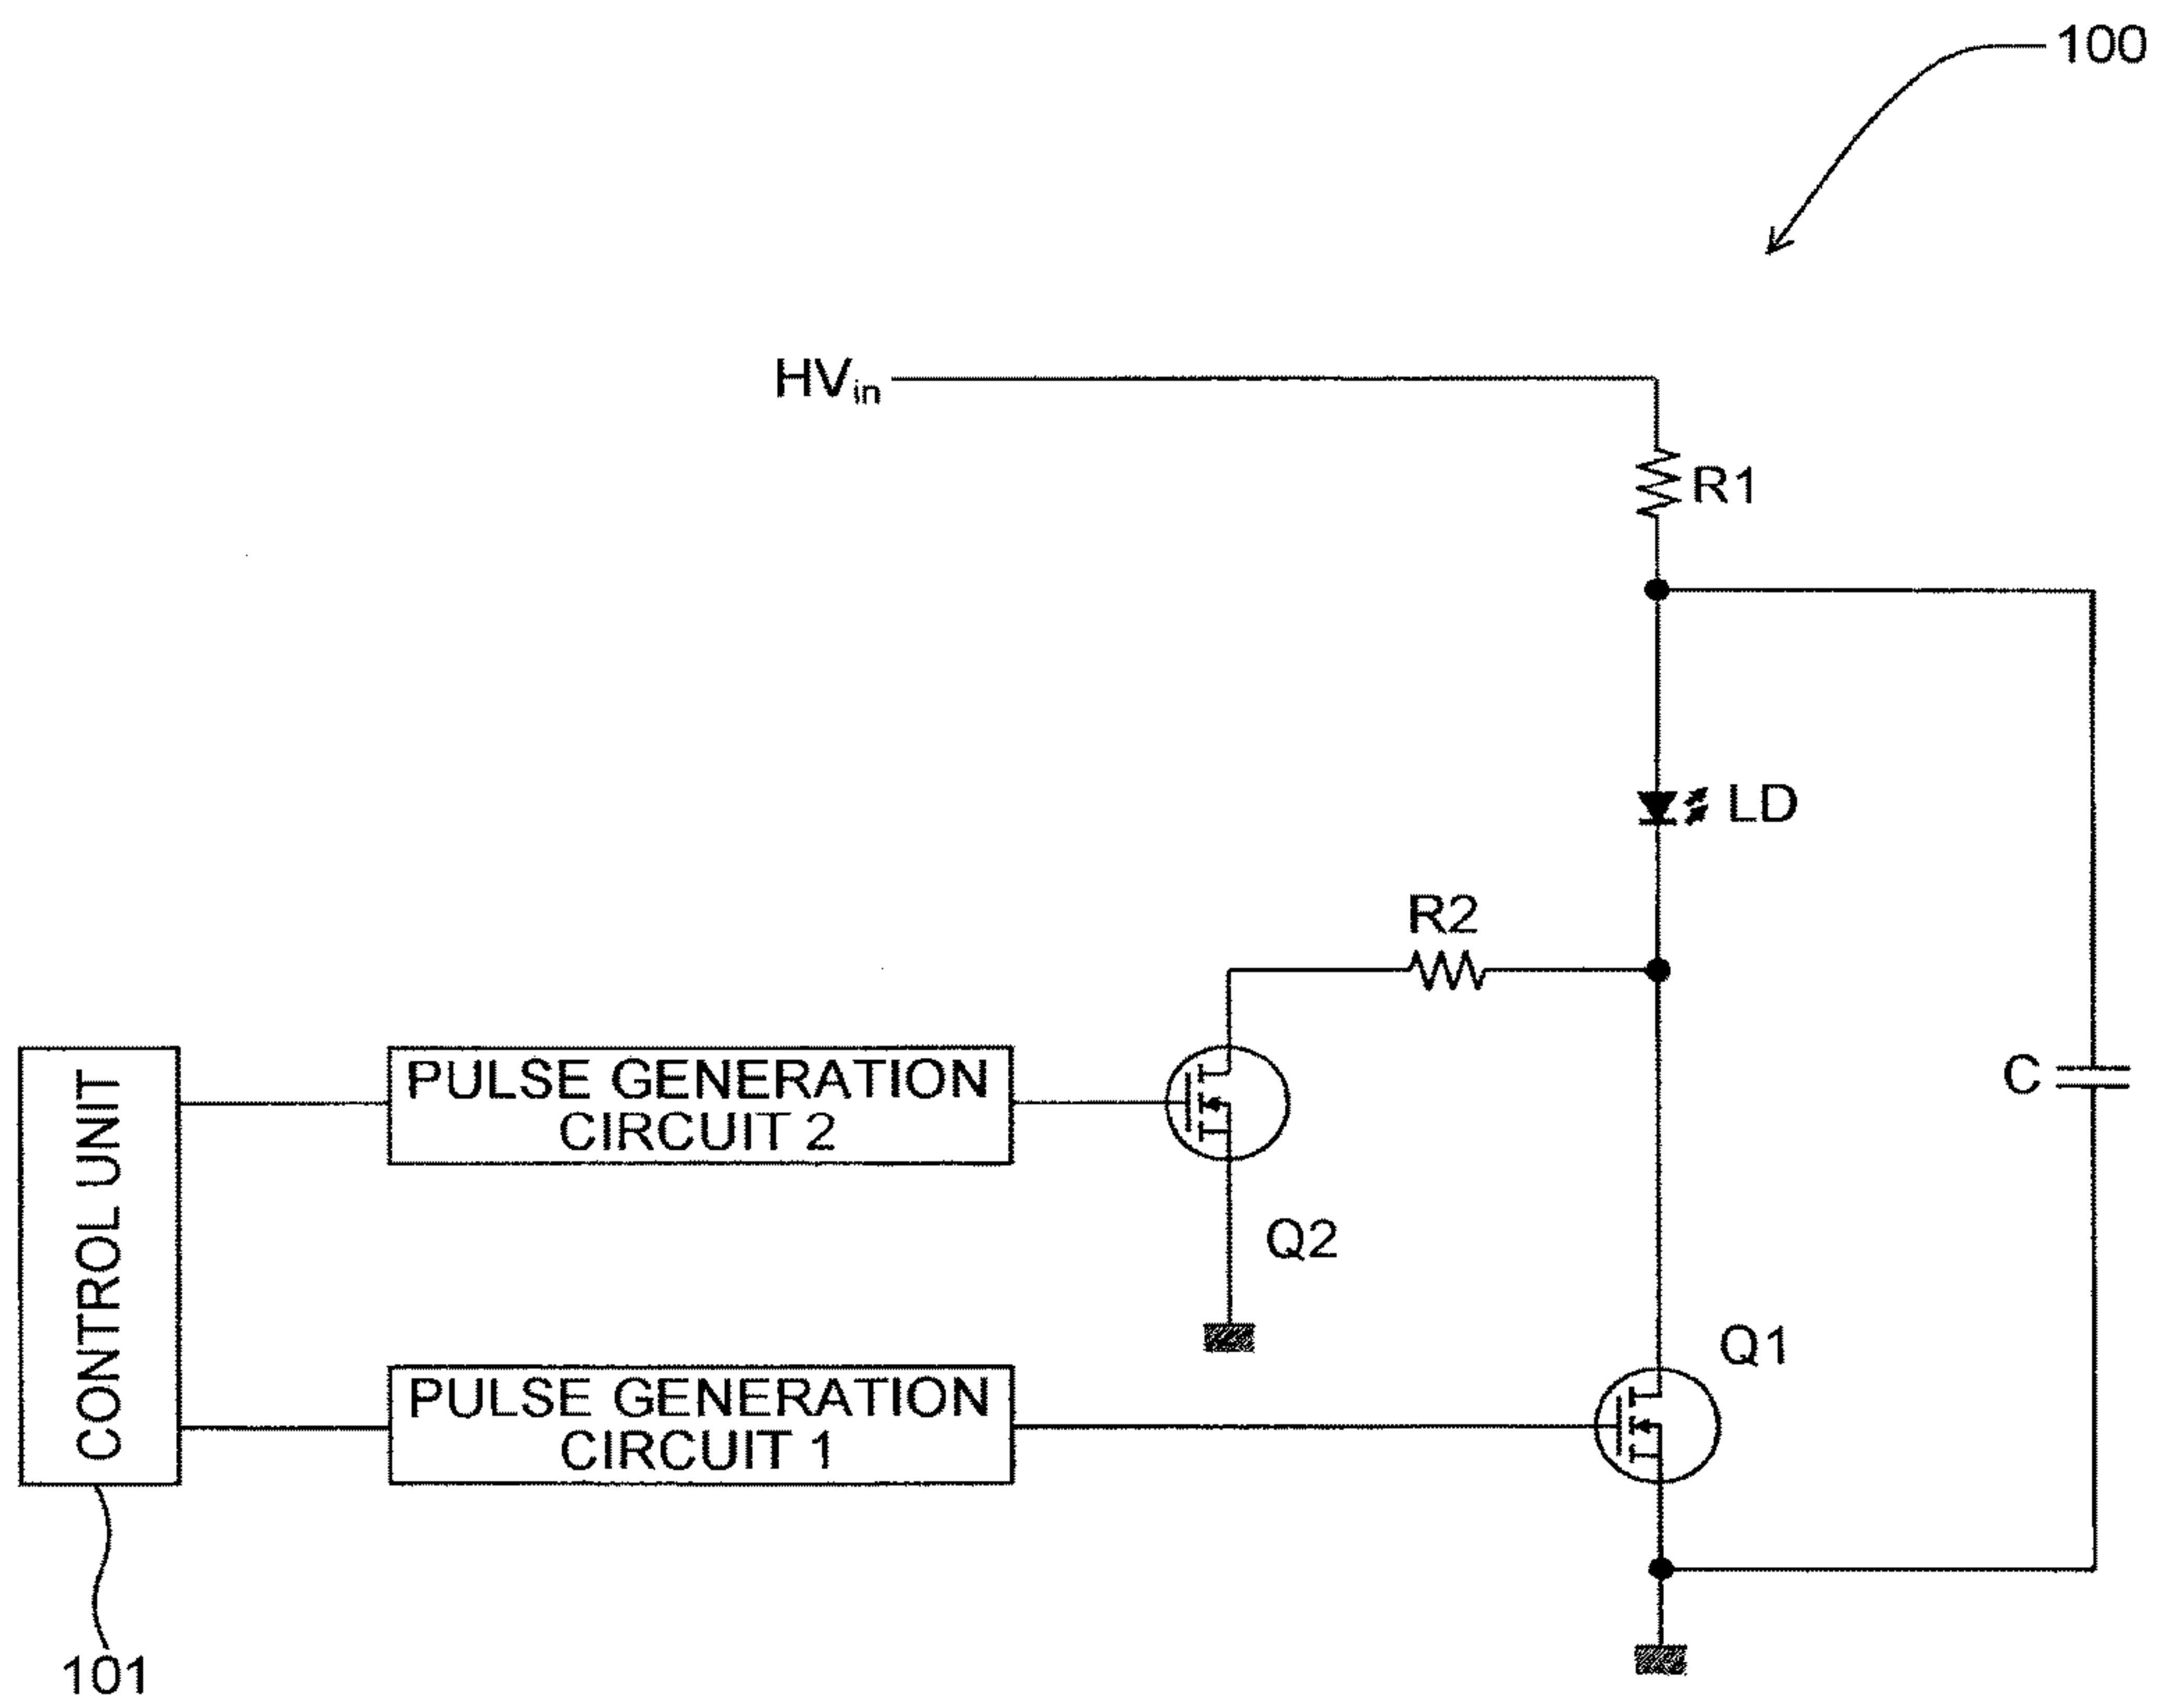 100
HVin
R1
LD
R2
C
PULSE GENERATION
CIRCUIT 2
CONTROL UNIT
Q2
Q1
PULSE GENERATION
CIRCUIT 1
101